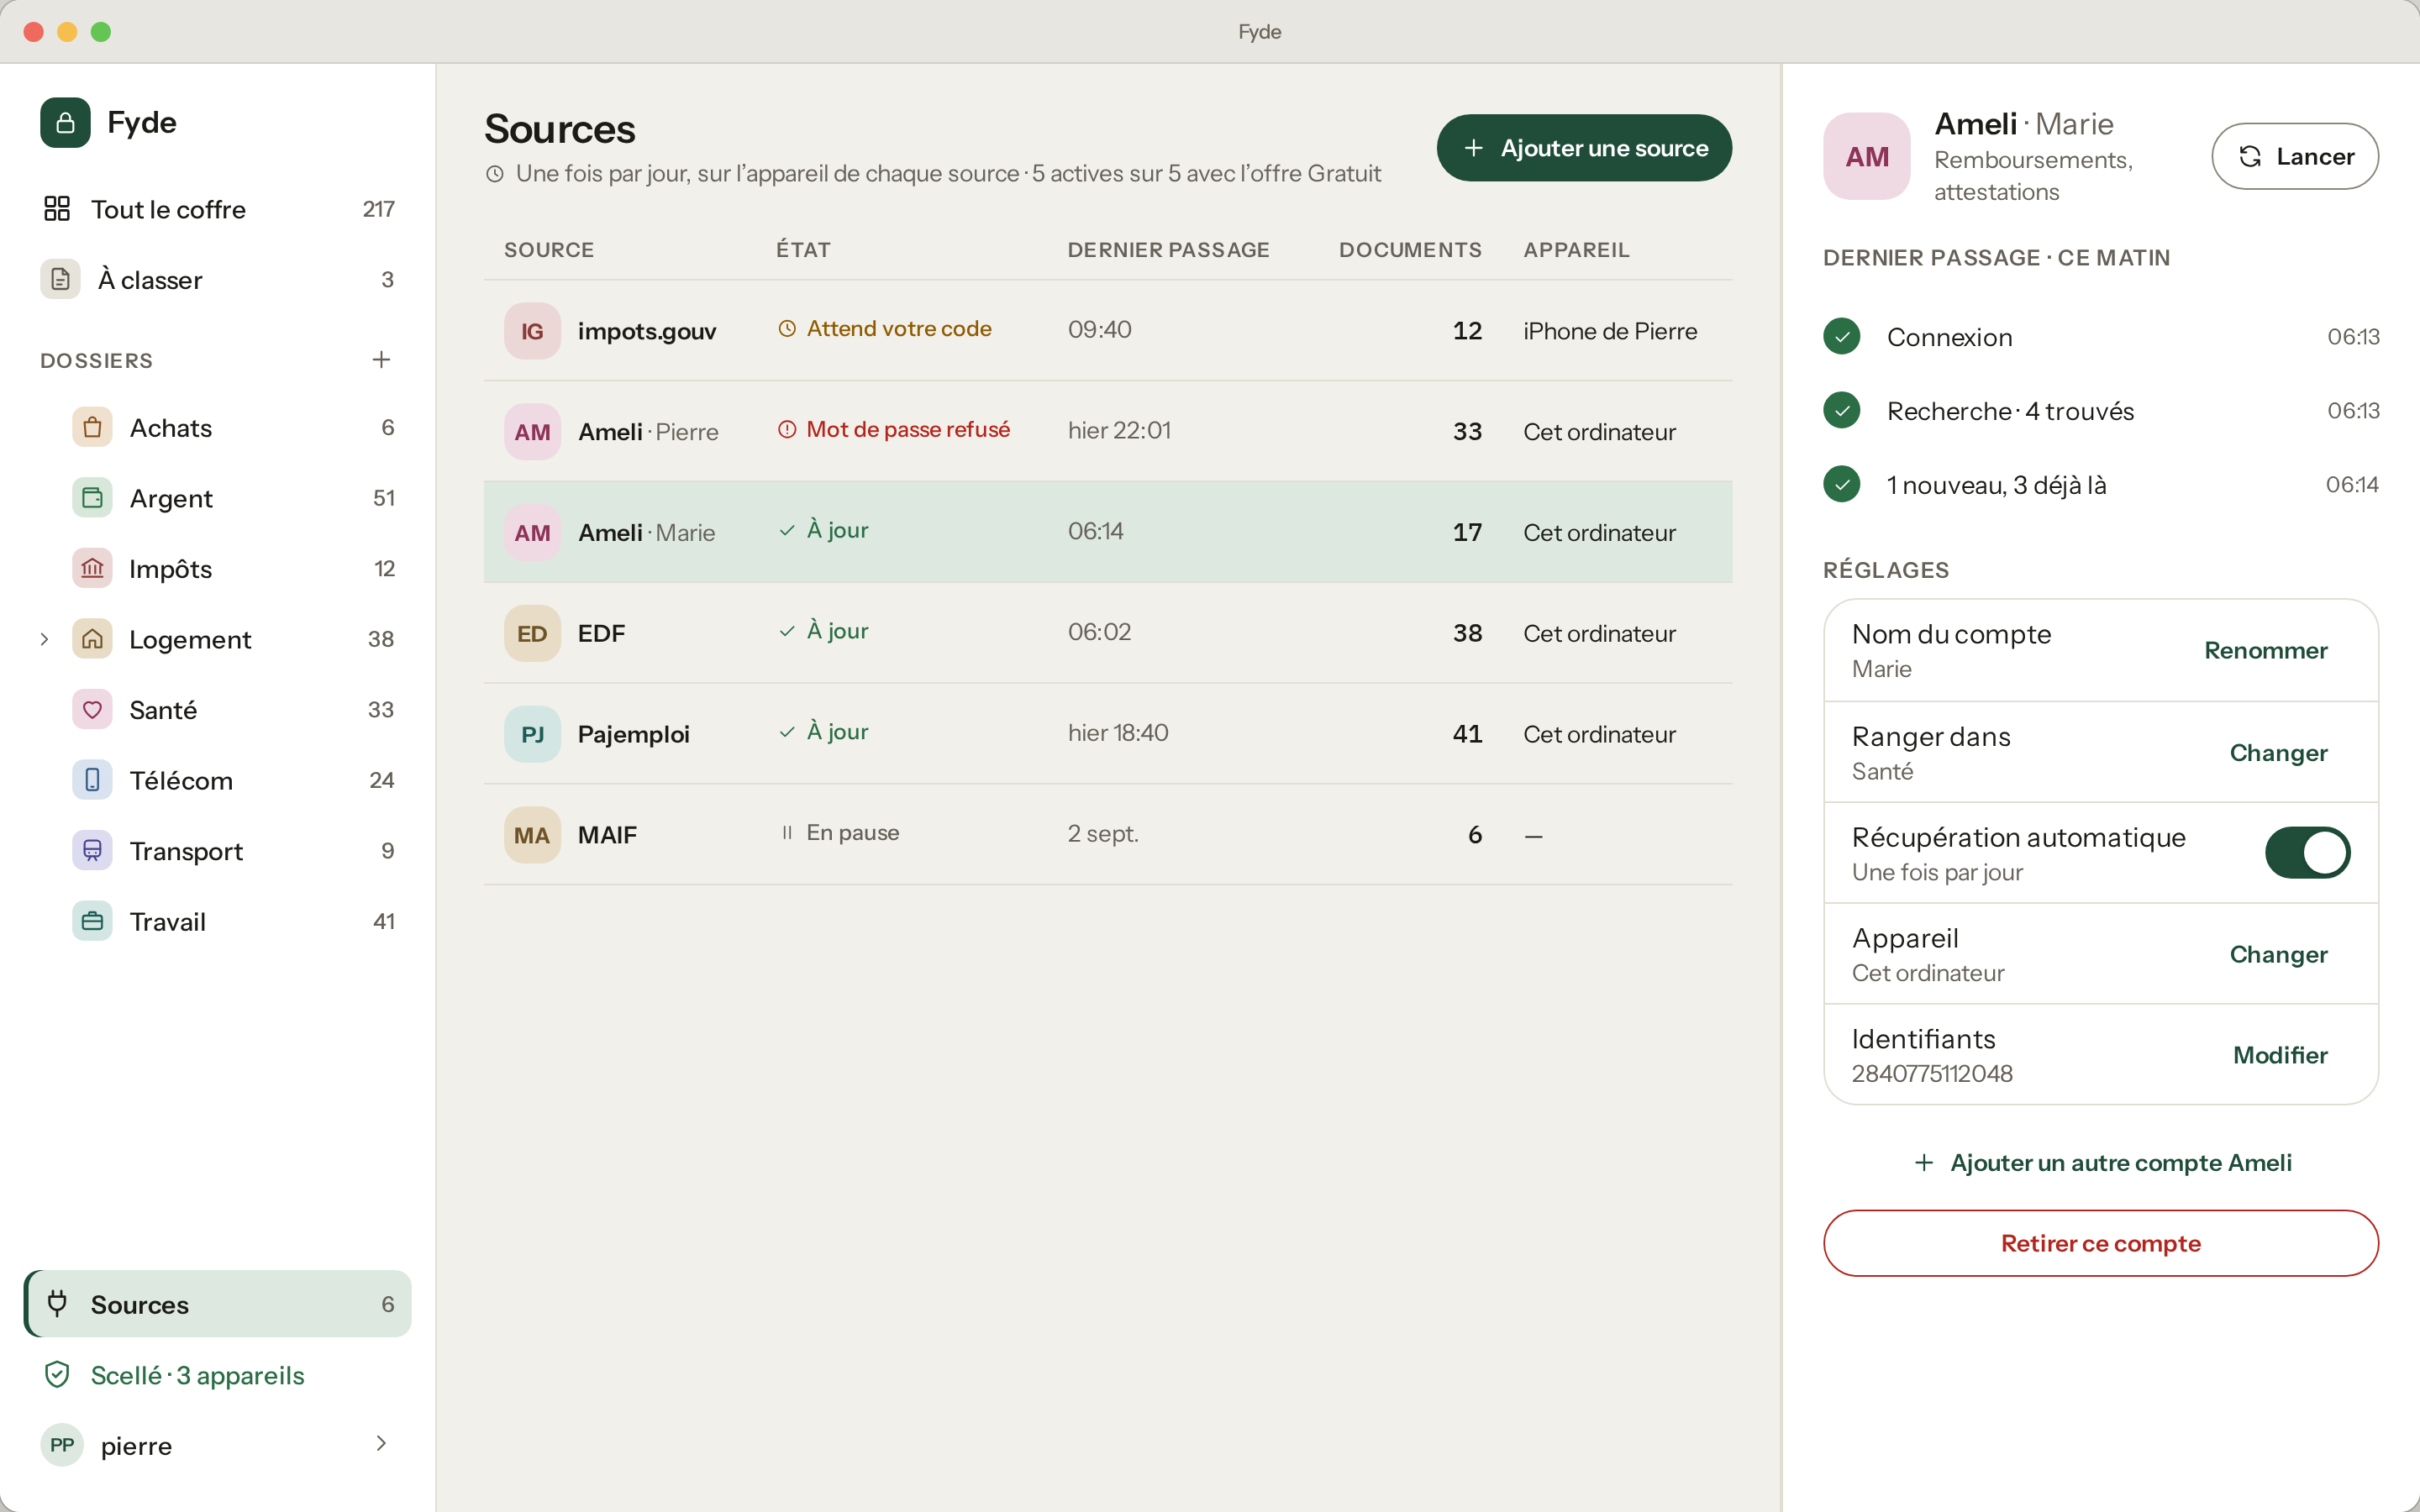 Fyde
Fyde
Tout le coffre 217
À classer 3
DOSSIERS
Achats 6
Argent 51
Impôts 12
Logement 38
Santé 33
Télécom 24
Transport 9
Travail 41
Sources 6
Scellé · 3 appareils
PP pierre
Sources
Une fois par jour, sur l’appareil de chaque source · 5 actives sur 5 avec l’offre Gratuit
Ajouter une source
SOURCE ÉTAT DERNIER PASSAGE DOCUMENTS APPAREIL
IG impots.gouv Attend votre code 09:40 12 iPhone de Pierre
AM Ameli · Pierre Mot de passe refusé hier 22:01 33 Cet ordinateur
AM Ameli · Marie À jour 06:14 17 Cet ordinateur
ED EDF À jour 06:02 38 Cet ordinateur
PJ Pajemploi À jour hier 18:40 41 Cet ordinateur
MA MAIF En pause 2 sept. 6 —
AM Ameli · Marie
Remboursements,
attestations
Lancer
DERNIER PASSAGE · CE MATIN
Connexion 06:13
Recherche · 4 trouvés 06:13
1 nouveau, 3 déjà là 06:14
RÉGLAGES
Nom du compte
Marie
Renommer
Ranger dans
Santé
Changer
Récupération automatique
Une fois par jour
Appareil
Cet ordinateur
Changer
Identifiants
2840775112048
Modifier
Ajouter un autre compte Ameli
Retirer ce compte